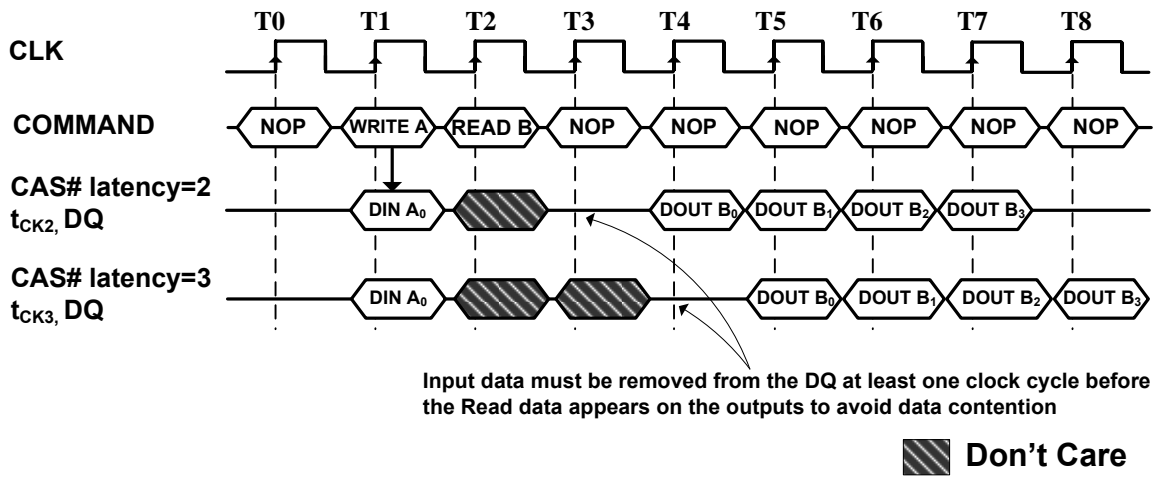 T0 T1 T2 T3 T4 T5 T6 T7 T8
CLK
COMMAND NOP WRITE A READ B NOP NOP NOP NOP NOP NOP
CAS# latency=2
tCK2, DQ DIN A0 DOUT B0 DOUT B1 DOUT B2 DOUT B3
CAS# latency=3
tCK3, DQ DIN A0 DOUT B0 DOUT B1 DOUT B2 DOUT B3
Input data must be removed from the DQ at least one clock cycle before
the Read data appears on the outputs to avoid data contention
Don't Care